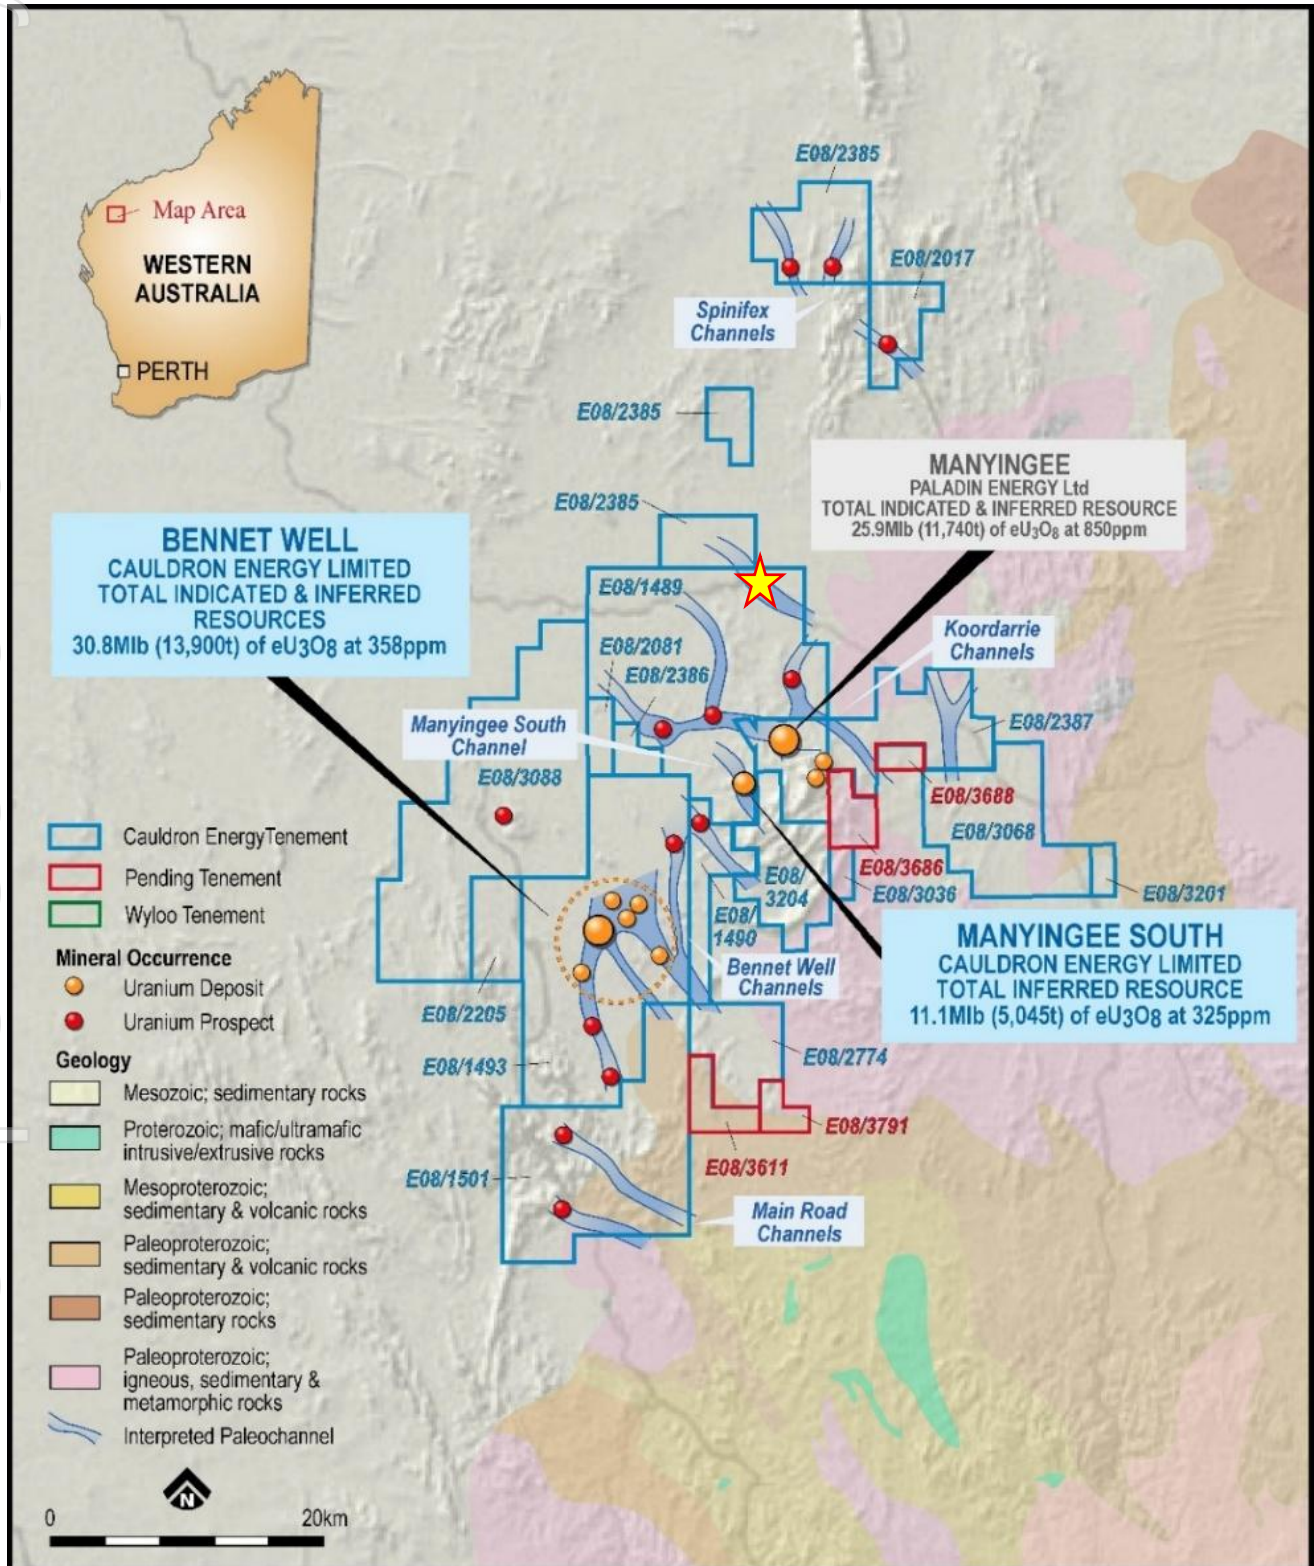 Map Area
WESTERN
AUSTRALIA
PERTH
E08/2385
E08/2017
Spinifex
Channels
E08/2385
MANYINGEE
PALADIN ENERGY Ltd
TOTAL INDICATED & INFERRED RESOURCE
25.9Mlb (11,740t) of eU3O8 at 850ppm
E08/2385
BENNET WELL
CAULDRON ENERGY LIMITED
TOTAL INDICATED & INFERRED
RESOURCES
30.8Mlb (13,900t) of eU3O8 at 358ppm
E08/1489
Koordarrie
Channels
E08/2081
E08/2386
Manyingee South
Channel
E08/2387
E08/3088
E08/3688
E08/3068
E08/3686
E08/3036
E08/3201
E08/
3204
E08/
1490
Bennet Well
Channels
MANYINGEE SOUTH
CAULDRON ENERGY LIMITED
TOTAL INFERRED RESOURCE
11.1Mlb (5,045t) of eU3O8 at 325ppm
E08/2205
E08/1493
E08/2774
E08/3791
E08/3611
E08/1501
Main Road
Channels
Cauldron EnergyTenement
Pending Tenement
Wyloo Tenement
Mineral Occurrence
Uranium Deposit
Uranium Prospect
Geology
Mesozoic; sedimentary rocks
Proterozoic; mafic/ultramafic
intrusive/extrusive rocks
Mesoproterozoic;
sedimentary & volcanic rocks
Paleoproterozoic;
sedimentary & volcanic rocks
Paleoproterozoic;
sedimentary rocks
Paleoproterozoic;
igneous, sedimentary &
metamorphic rocks
Interpreted Paleochannel
N
0 20km